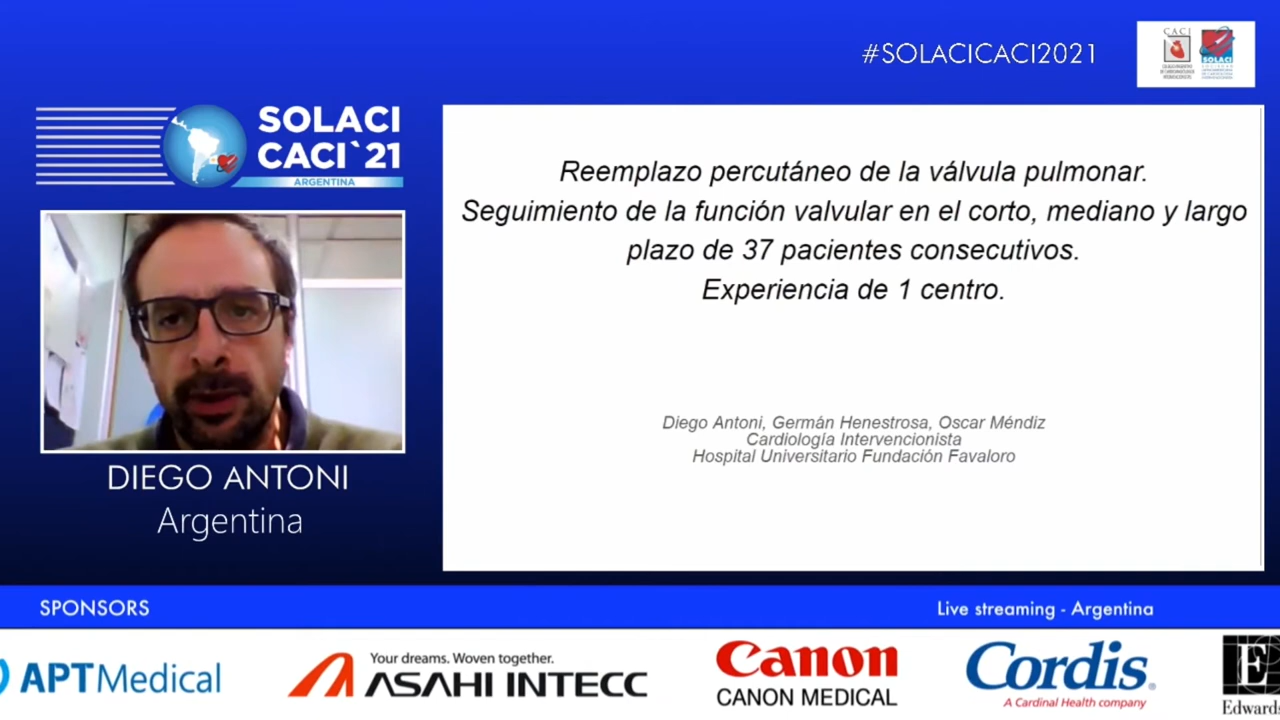 #SOLACICACI2021
CACI
SOLACI
SOLACI
CACI`21
ARGENTINA
Reemplazo percutáneo de la válvula pulmonar.
Seguimiento de la función valvular en el corto, mediano y largo
plazo de 37 pacientes consecutivos.
Experiencia de 1 centro.
Diego Antoni, Germán Henestrosa, Oscar Méndiz
Cardiología Intervencionista
Hospital Universitario Fundación Favaloro
DIEGO ANTONI
Argentina
SPONSORS
Live streaming - Argentina
APTMedical
Your dreams. Woven together.
ASAHI INTECC
Canon
CANON MEDICAL
Cordis®
A Cardinal Health company
E
Edwards